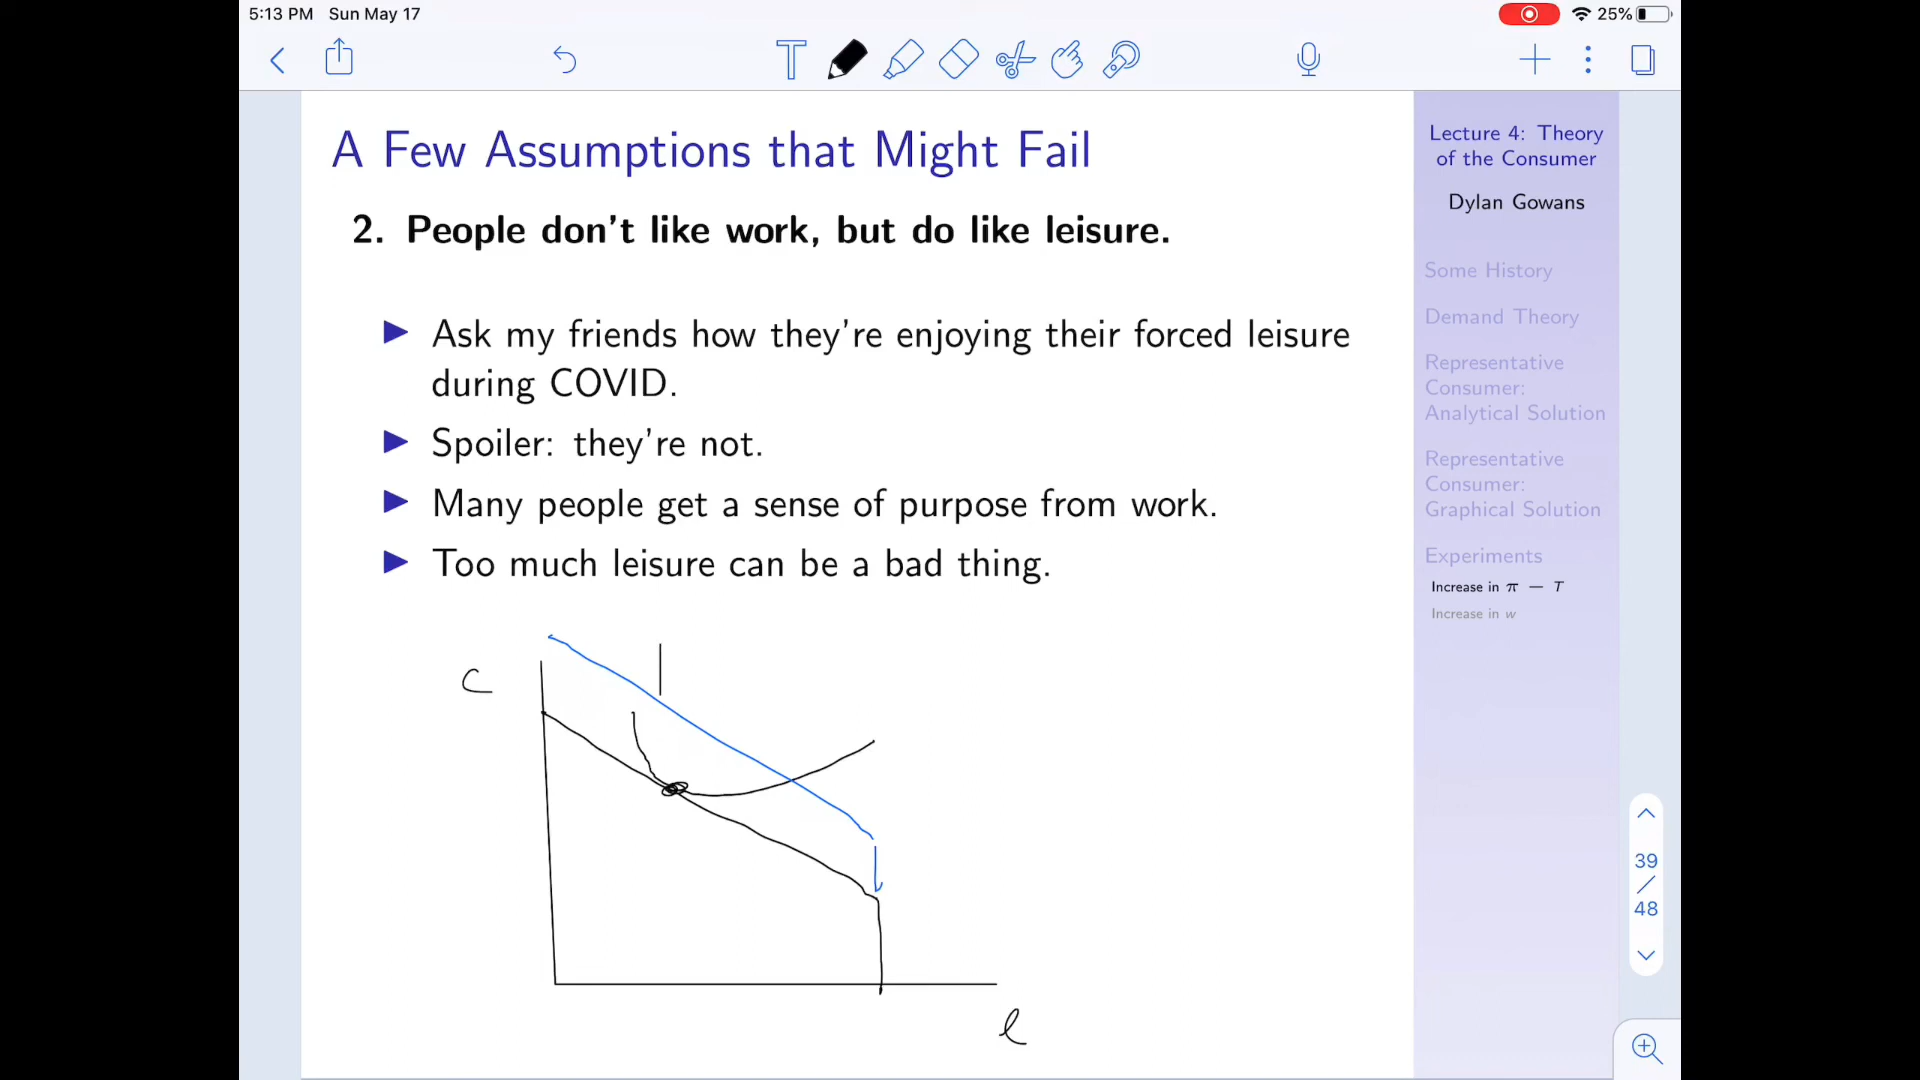 5:13 PM Sun May 17
25%
A Few Assumptions that Might Fail
2. People don't like work, but do like leisure.
▶ Ask my friends how they're enjoying their forced leisure
during COVID.
▶ Spoiler: they're not.
▶ Many people get a sense of purpose from work.
▶ Too much leisure can be a bad thing.
C
l
Lecture 4: Theory
of the Consumer
Dylan Gowans
Some History
Demand Theory
Representative
Consumer:
Analytical Solution
Representative
Consumer:
Graphical Solution
Experiments
Increase in π − T
Increase in w
39
/
48